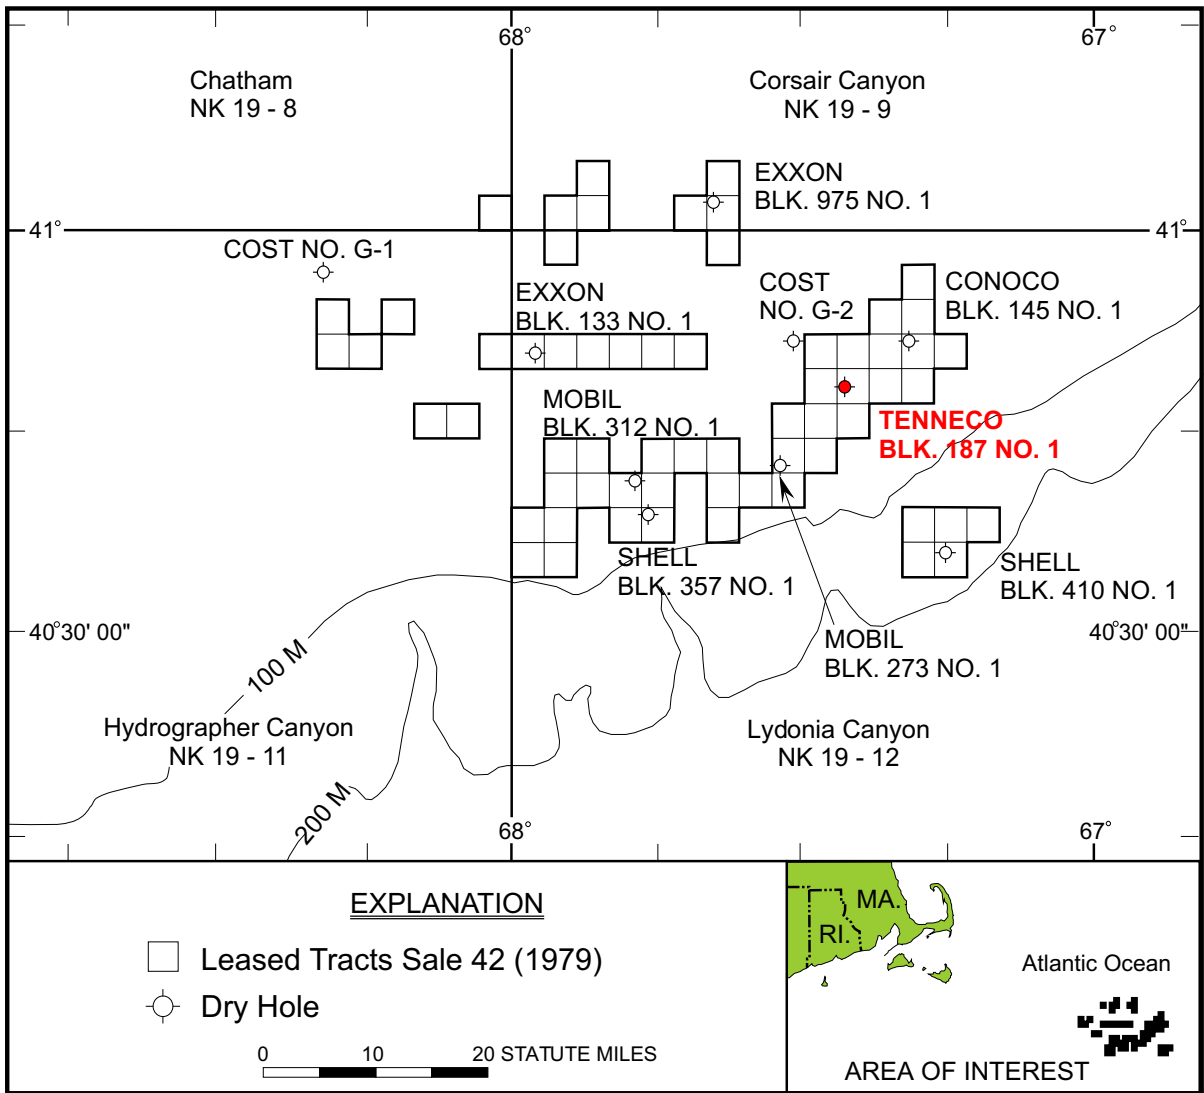 68°
67°
Chatham
NK 19 - 8
Corsair Canyon
NK 19 - 9
EXXON
BLK. 975 NO. 1
41°
41°
COST NO. G-1
EXXON
BLK. 133 NO. 1
COST
NO. G-2
CONOCO
BLK. 145 NO. 1
MOBIL
BLK. 312 NO. 1
TENNECO
BLK. 187 NO. 1
SHELL
BLK. 357 NO. 1
SHELL
BLK. 410 NO. 1
MOBIL
BLK. 273 NO. 1
40°30' 00"
40°30' 00"
100 M
Hydrographer Canyon
NK 19 - 11
Lydonia Canyon
NK 19 - 12
200 M
68°
67°
EXPLANATION
Leased Tracts Sale 42 (1979)
Dry Hole
0 10 20 STATUTE MILES
MA.
RI.
Atlantic Ocean
AREA OF INTEREST